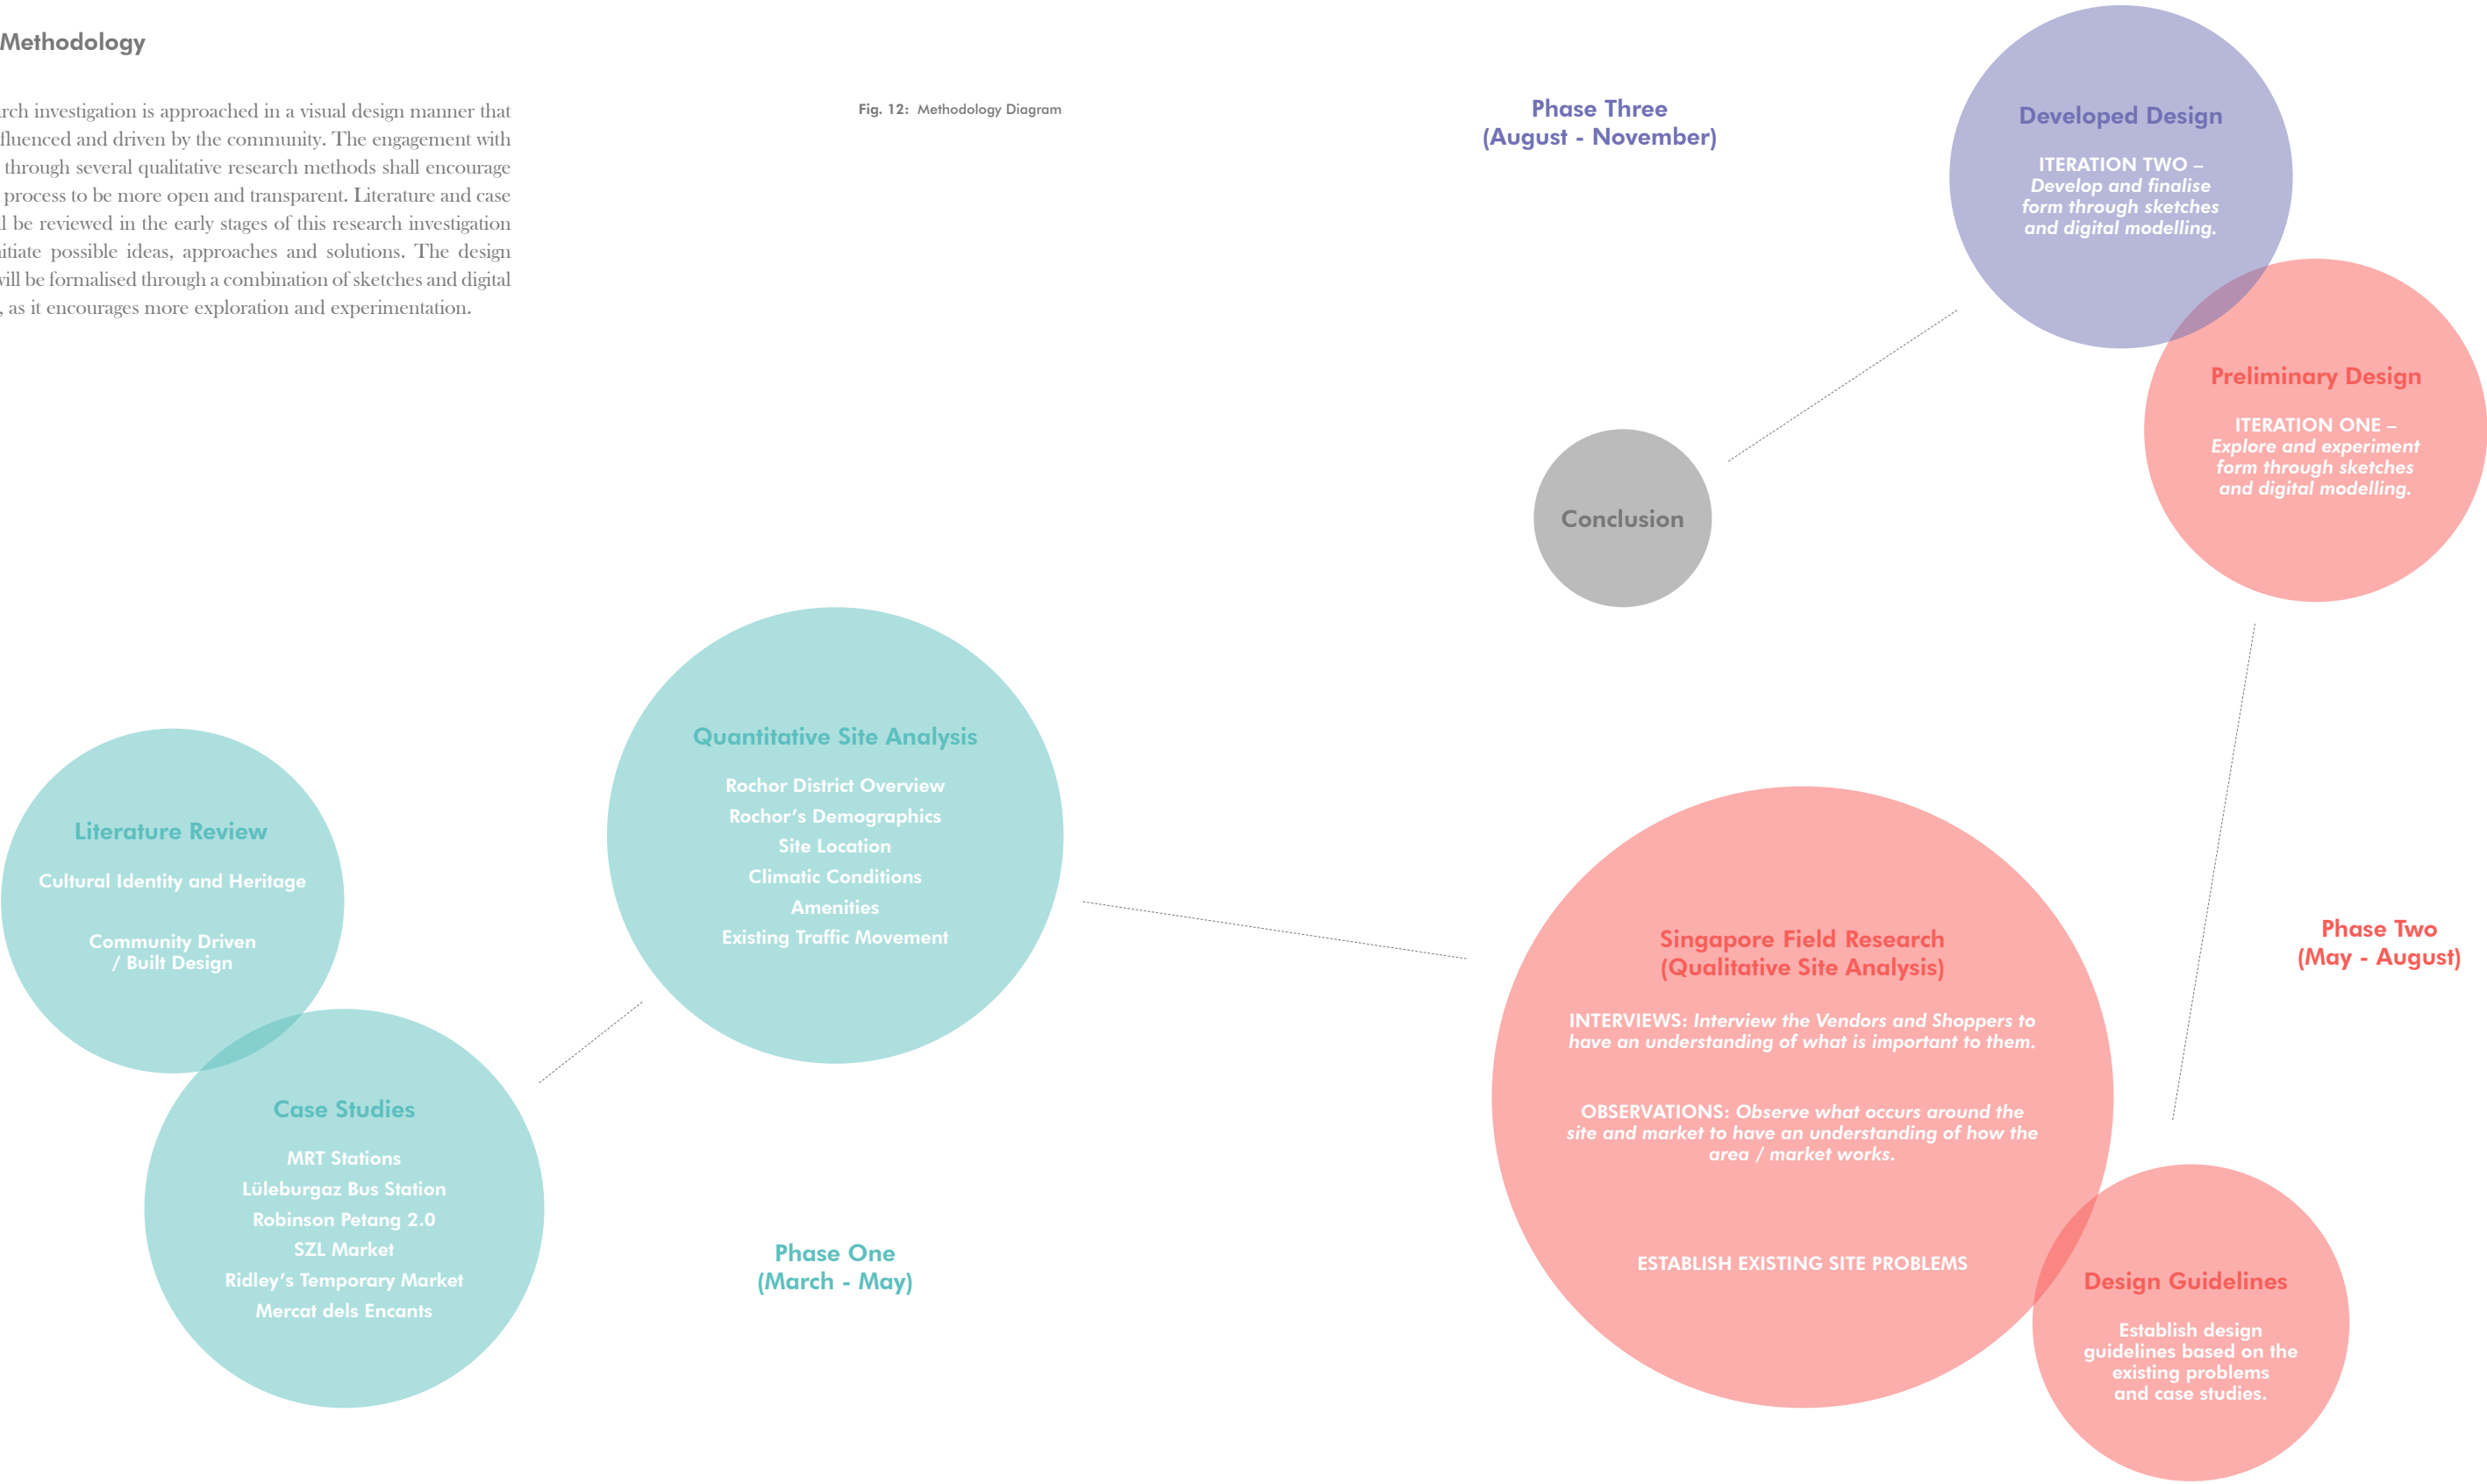 Methodology
rch investigation is approached in a visual design manner that
fluenced and driven by the community. The engagement with
through several qualitative research methods shall encourage
process to be more open and transparent. Literature and case
ll be reviewed in the early stages of this research investigation
nitiate possible ideas, approaches and solutions. The design
will be formalised through a combination of sketches and digital
, as it encourages more exploration and experimentation.
Fig. 12: Methodology Diagram
Literature Review
Cultural Identity and Heritage
Community Driven
/ Built Design
Case Studies
MRT Stations
Lüleburgaz Bus Station
Robinson Petang 2.0
SZL Market
Ridley’s Temporary Market
Mercat dels Encants
Quantitative Site Analysis
Rochor District Overview
Rochor’s Demographics
Site Location
Climatic Conditions
Amenities
Existing Traffic Movement
Phase One
(March - May)
Singapore Field Research
(Qualitative Site Analysis)
INTERVIEWS: Interview the Vendors and Shoppers to
have an understanding of what is important to them.
OBSERVATIONS: Observe what occurs around the
site and market to have an understanding of how the
area / market works.
ESTABLISH EXISTING SITE PROBLEMS
Design Guidelines
Establish design
guidelines based on the
existing problems
and case studies.
Phase Two
(May - August)
Preliminary Design
ITERATION ONE –
Explore and experiment
form through sketches
and digital modelling.
Developed Design
ITERATION TWO –
Develop and finalise
form through sketches
and digital modelling.
Phase Three
(August - November)
Conclusion